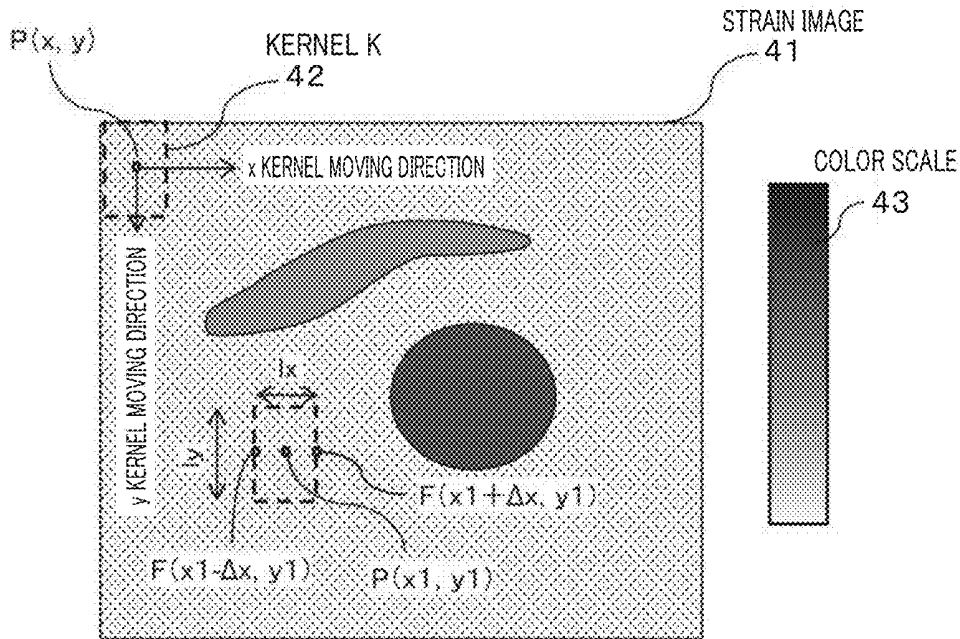 STRAIN IMAGE
41
P(x, y)
KERNEL K
42
x KERNEL MOVING DIRECTION
y KERNEL MOVING DIRECTION
COLOR SCALE
43
lx
ly
F(x1+Δx, y1)
F(x1-Δx, y1)
P(x1, y1)